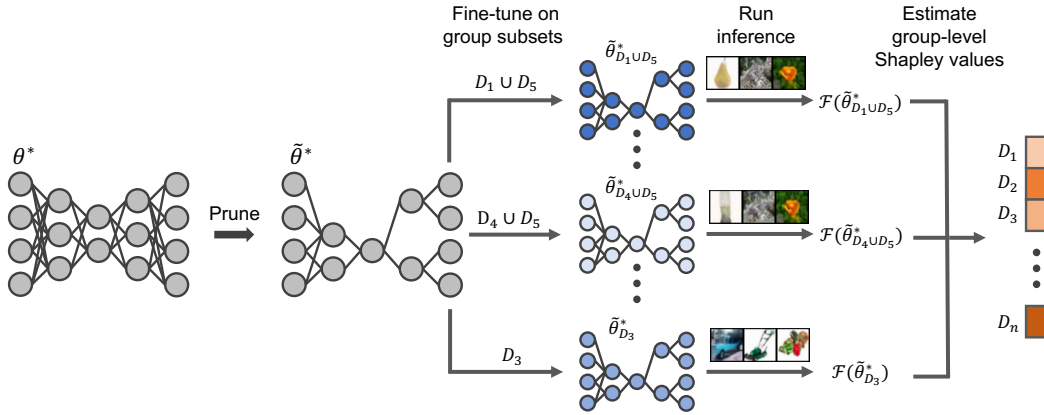 Fine-tune on
group subsets
Run
inference
Estimate
group-level
Shapley values
θ*
Prune
θ̃*
D₁ ∪ D₅
θ̃*_{D₁∪D₅}
ℱ(θ̃*_{D₁∪D₅})
D₄ ∪ D₅
θ̃*_{D₄∪D₅}
ℱ(θ̃*_{D₄∪D₅})
D₃
θ̃*_{D₃}
ℱ(θ̃*_{D₃})
D₁
D₂
D₃
Dₙ